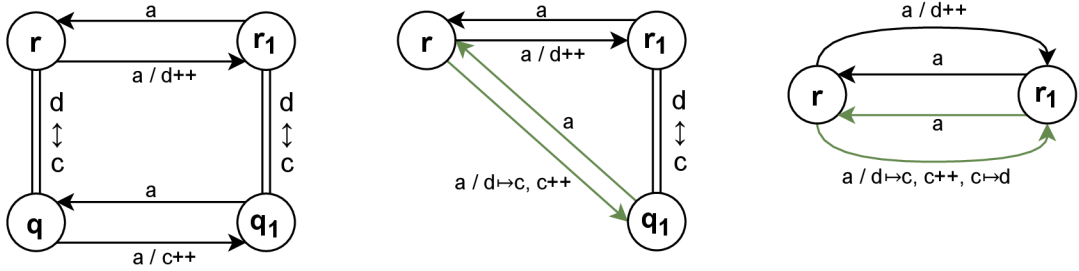 a
r
r1
a / d++
d
↕
c
d
↕
c
a
q
q1
a / c++
a
r
r1
a / d++
d
↕
c
a
a / d↦c, c++
q1
a / d++
a
r
r1
a
a / d↦c, c++, c↦d